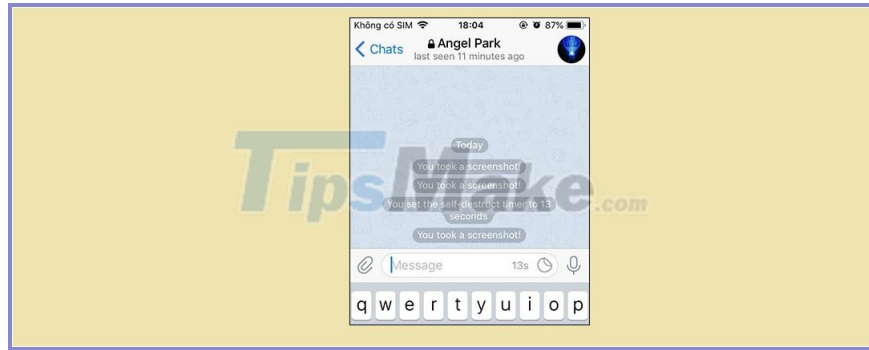 Không có SIM 18:04 87%
Chats Angel Park
last seen 11 minutes ago
Today
You took a screenshot!
You took a screenshot!
You set the self-destruct timer to 13
seconds
You took a screenshot!
TipsMake.com
Message 13s
q w e r t y u i o p